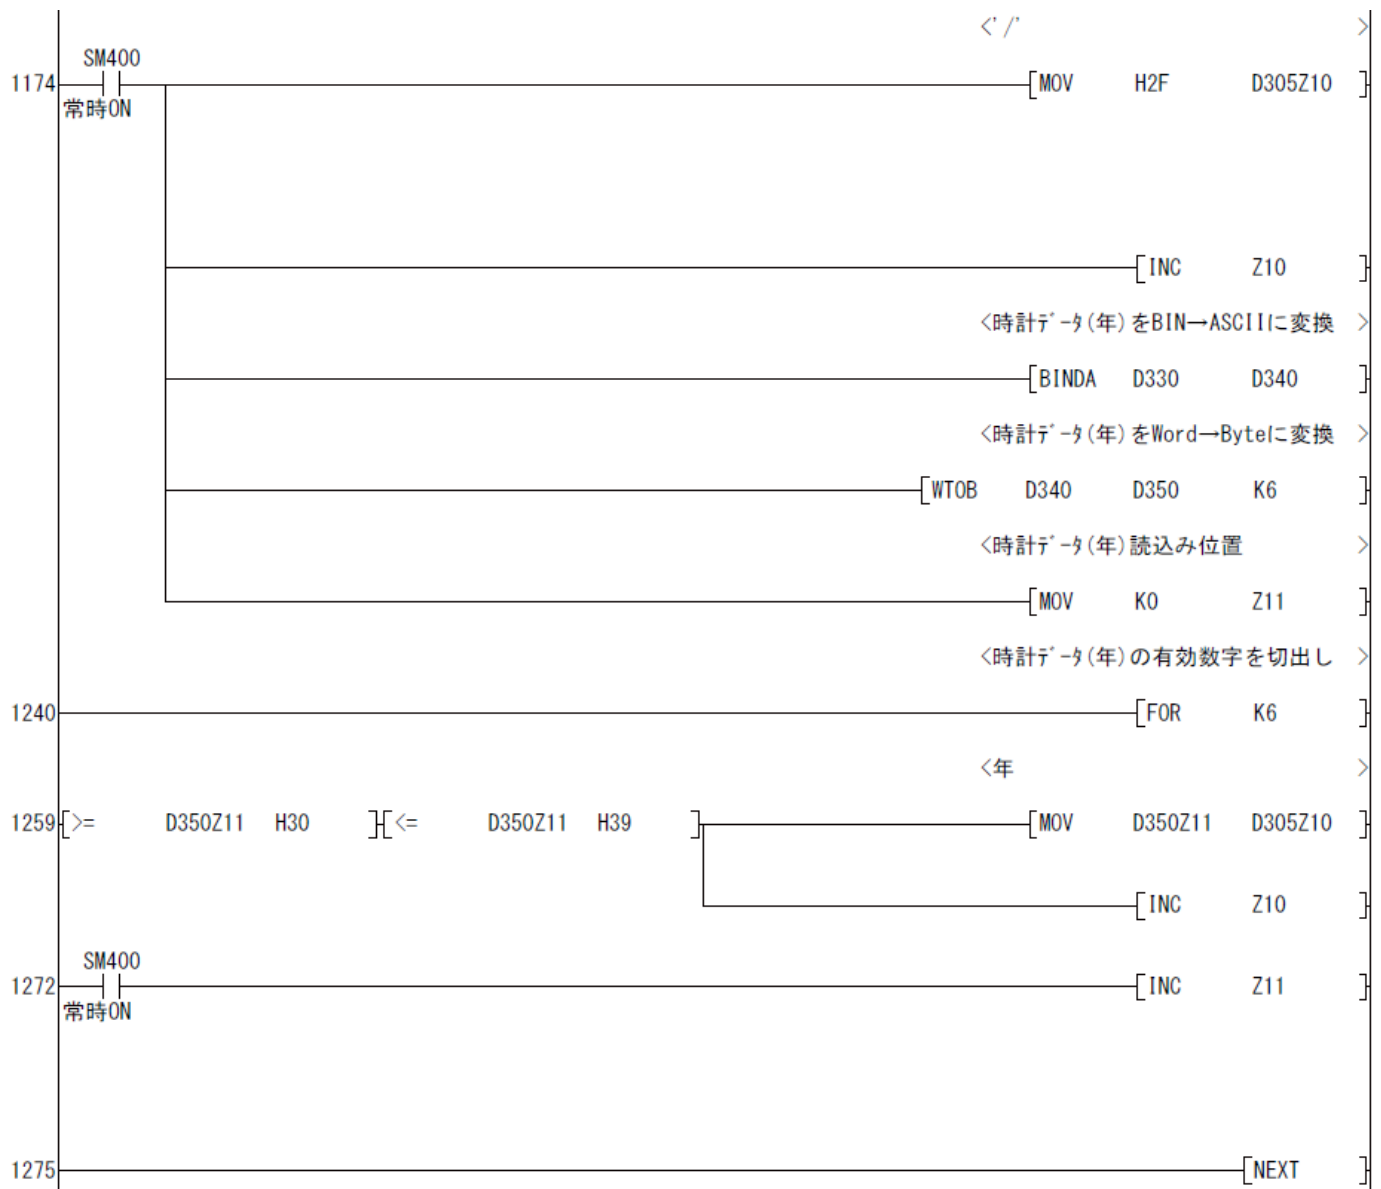 <'/' >
SM400
1174 [MOV H2F D305Z10 ]
常時ON
[INC Z10 ]
<時計ﾃﾞｰﾀ(年)をBIN→ASCIIに変換 >
[BINDA D330 D340 ]
<時計ﾃﾞｰﾀ(年)をWord→Byteに変換 >
[WTOB D340 D350 K6 ]
<時計ﾃﾞｰﾀ(年)読込み位置 >
[MOV K0 Z11 ]
<時計ﾃﾞｰﾀ(年)の有効数字を切出し >
1240 [FOR K6 ]
<年 >
1259 [>= D350Z11 H30 ] [<= D350Z11 H39 ] [MOV D350Z11 D305Z10 ]
[INC Z10 ]
SM400
1272 [INC Z11 ]
常時ON
1275 [NEXT ]